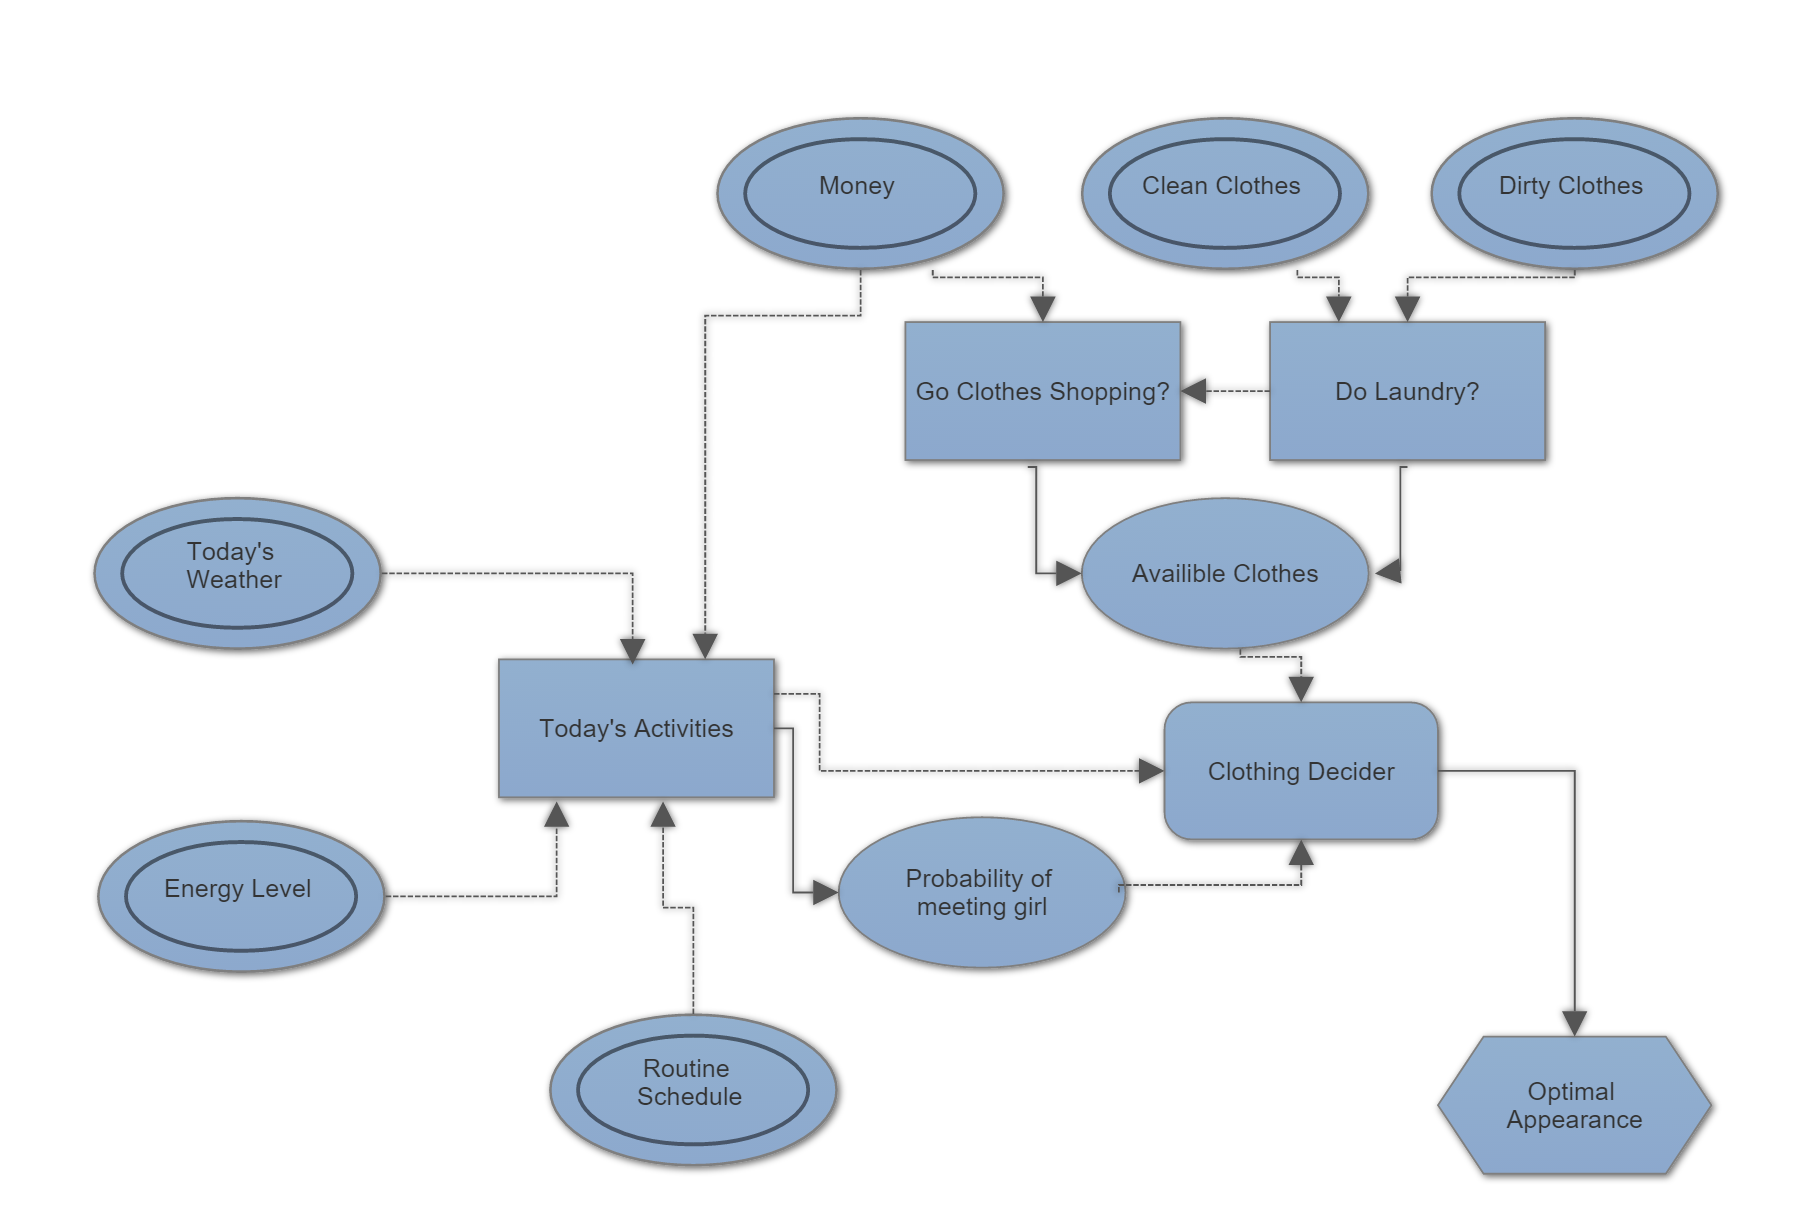 Money
Clean Clothes
Dirty Clothes
Go Clothes Shopping?
Do Laundry?
Today's
Weather
Availible Clothes
Today's Activities
Clothing Decider
Energy Level
Probability of
meeting girl
Routine
Schedule
Optimal
Appearance